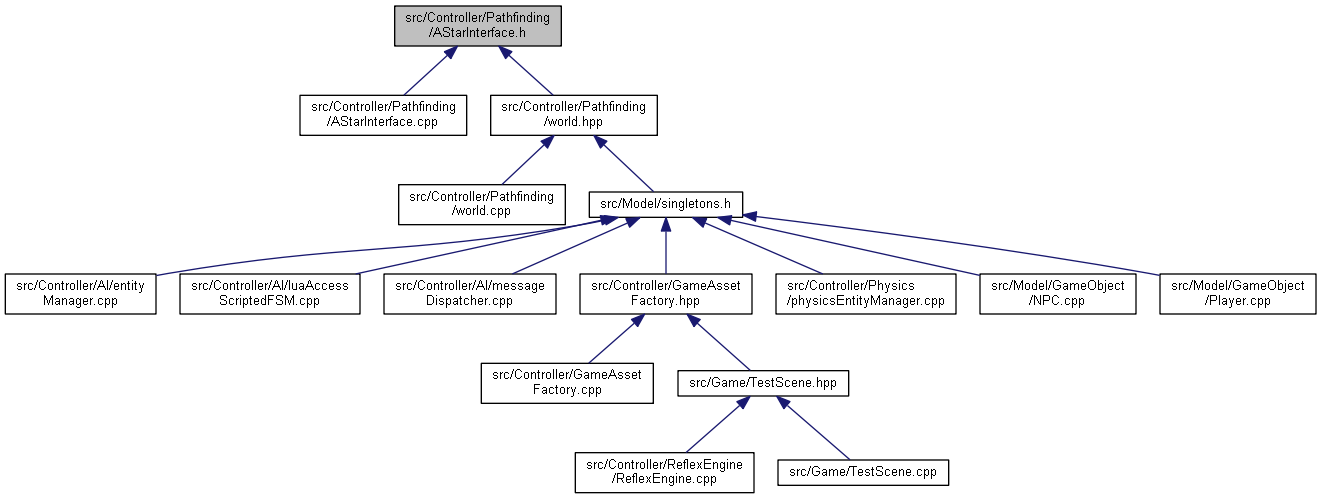 src/Controller/Pathfinding
/AStarInterface.h
src/Controller/Pathfinding
/AStarInterface.cpp
src/Controller/Pathfinding
/world.hpp
src/Controller/Pathfinding
/world.cpp
src/Model/singletons.h
src/Controller/AI/entity
Manager.cpp
src/Controller/AI/luaAccess
ScriptedFSM.cpp
src/Controller/AI/message
Dispatcher.cpp
src/Controller/GameAsset
Factory.hpp
src/Controller/Physics
/physicsEntityManager.cpp
src/Model/GameObject
/NPC.cpp
src/Model/GameObject
/Player.cpp
src/Controller/GameAsset
Factory.cpp
src/Game/TestScene.hpp
src/Controller/ReflexEngine
/ReflexEngine.cpp
src/Game/TestScene.cpp